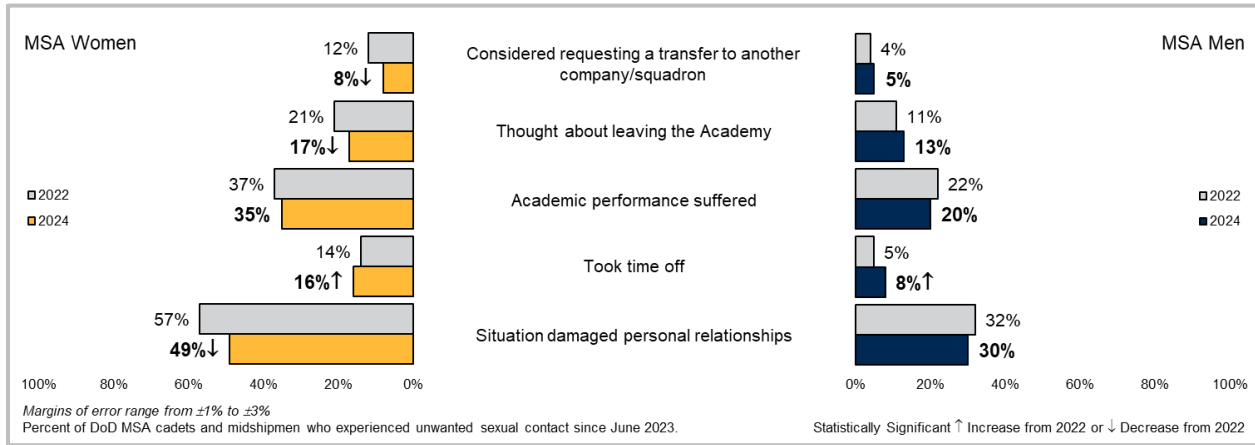 MSA Women
MSA Men
12%
8%↓
Considered requesting a transfer to another
company/squadron
4%
5%
21%
17%↓
Thought about leaving the Academy
11%
13%
2022
2024
37%
35%
Academic performance suffered
22%
20%
2022
2024
14%
16%↑
Took time off
5%
8%↑
57%
49%↓
Situation damaged personal relationships
32%
30%
100% 80% 60% 40% 20% 0%
0% 20% 40% 60% 80% 100%
Margins of error range from ±1% to ±3%
Percent of DoD MSA cadets and midshipmen who experienced unwanted sexual contact since June 2023.
Statistically Significant ↑ Increase from 2022 or ↓ Decrease from 2022